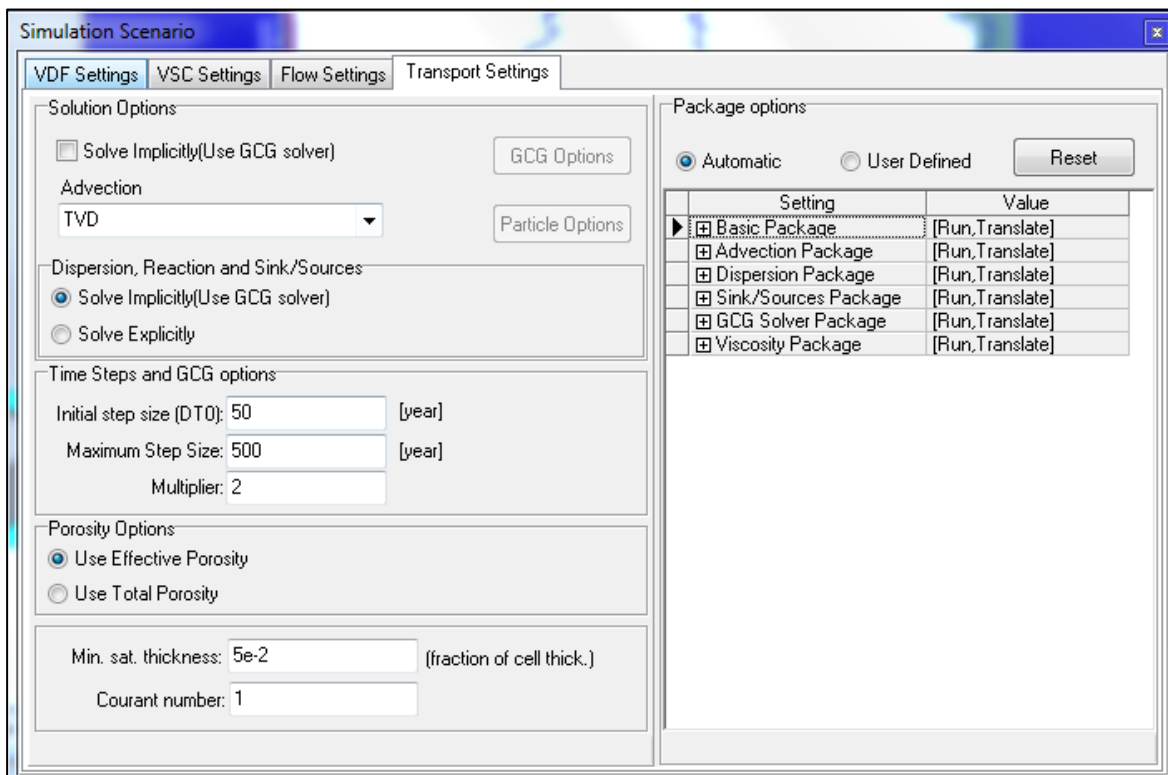 Simulation Scenario
VDF Settings VSC Settings Flow Settings Transport Settings
Solution Options
Solve Implicitly(Use GCG solver)
GCG Options
Advection
TVD
Particle Options
Dispersion, Reaction and Sink/Sources
Solve Implicitly(Use GCG solver)
Solve Explicitly
Time Steps and GCG options
Initial step size (DT0): 50 [year]
Maximum Step Size: 500 [year]
Multiplier: 2
Porosity Options
Use Effective Porosity
Use Total Porosity
Min. sat. thickness: 5e-2 (fraction of cell thick.)
Courant number: 1
Package options
Automatic User Defined Reset
Setting Value
Basic Package [Run,Translate]
Advection Package [Run,Translate]
Dispersion Package [Run,Translate]
Sink/Sources Package [Run,Translate]
GCG Solver Package [Run,Translate]
Viscosity Package [Run,Translate]